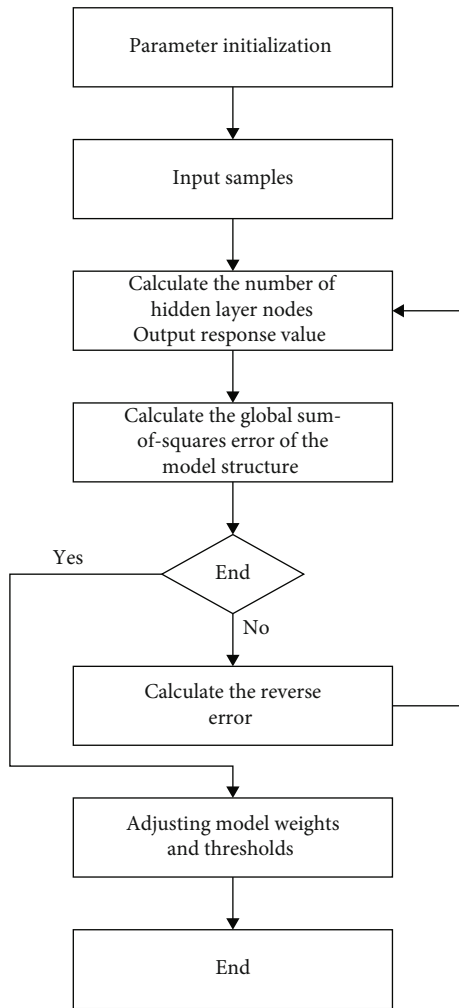 Parameter initialization
Input samples
Calculate the number of
hidden layer nodes
Output response value
Calculate the global sum-
of-squares error of the
model structure
Yes
End
No
Calculate the reverse
error
Adjusting model weights
and thresholds
End